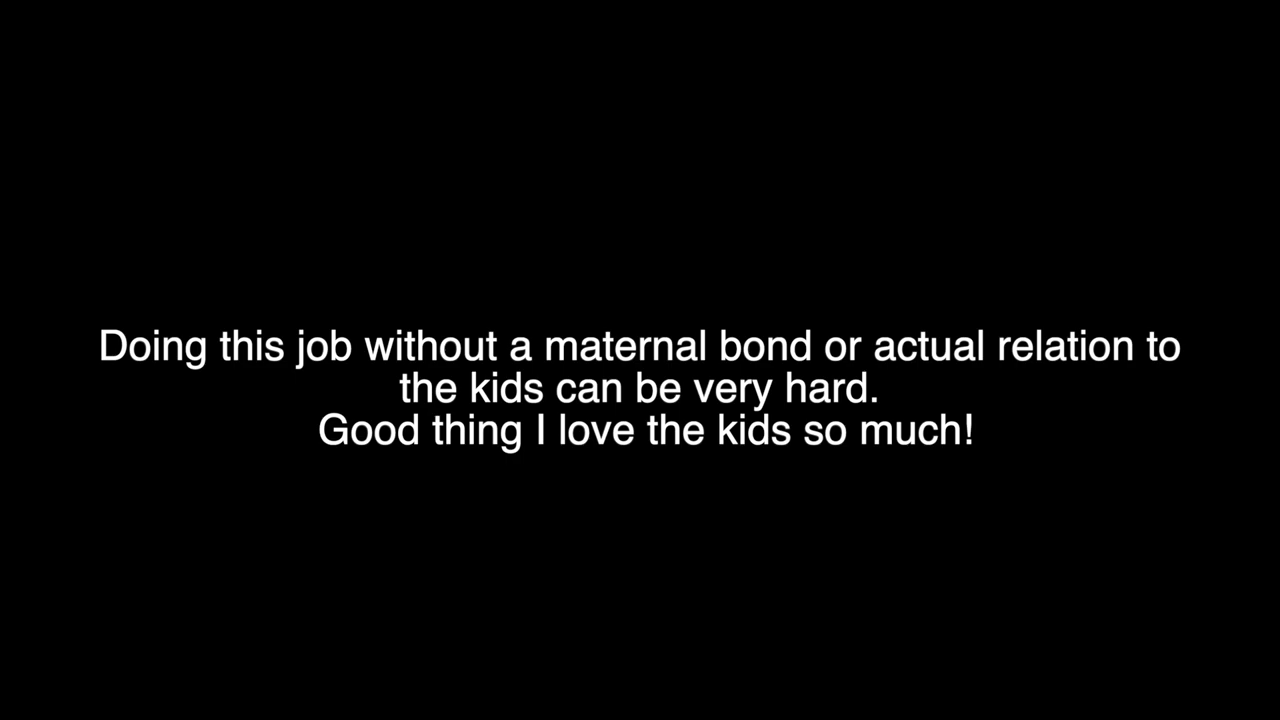 Doing this job without a maternal bond or actual relation to
the kids can be very hard.
Good thing I love the kids so much!